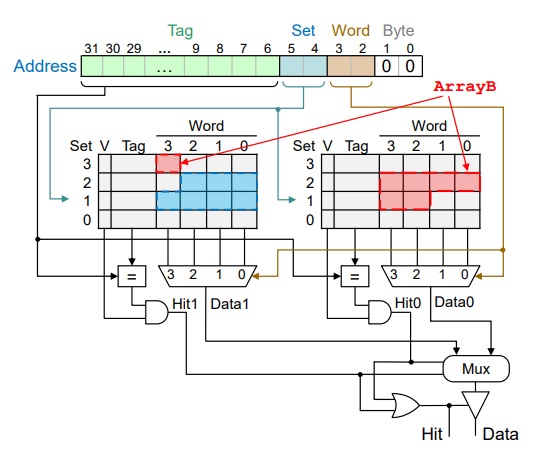 Tag Set Word Byte
31 30 29 ... 9 8 7 6 5 4 3 2 1 0
Address ... 0 0
ArrayB
Word Word
Set V Tag 3 2 1 0 Set V Tag 3 2 1 0
3 3
2 2
1 1
0 0
= 3 2 1 0 = 3 2 1 0
Hit1 Data1 Hit0 Data0
Mux
Hit Data